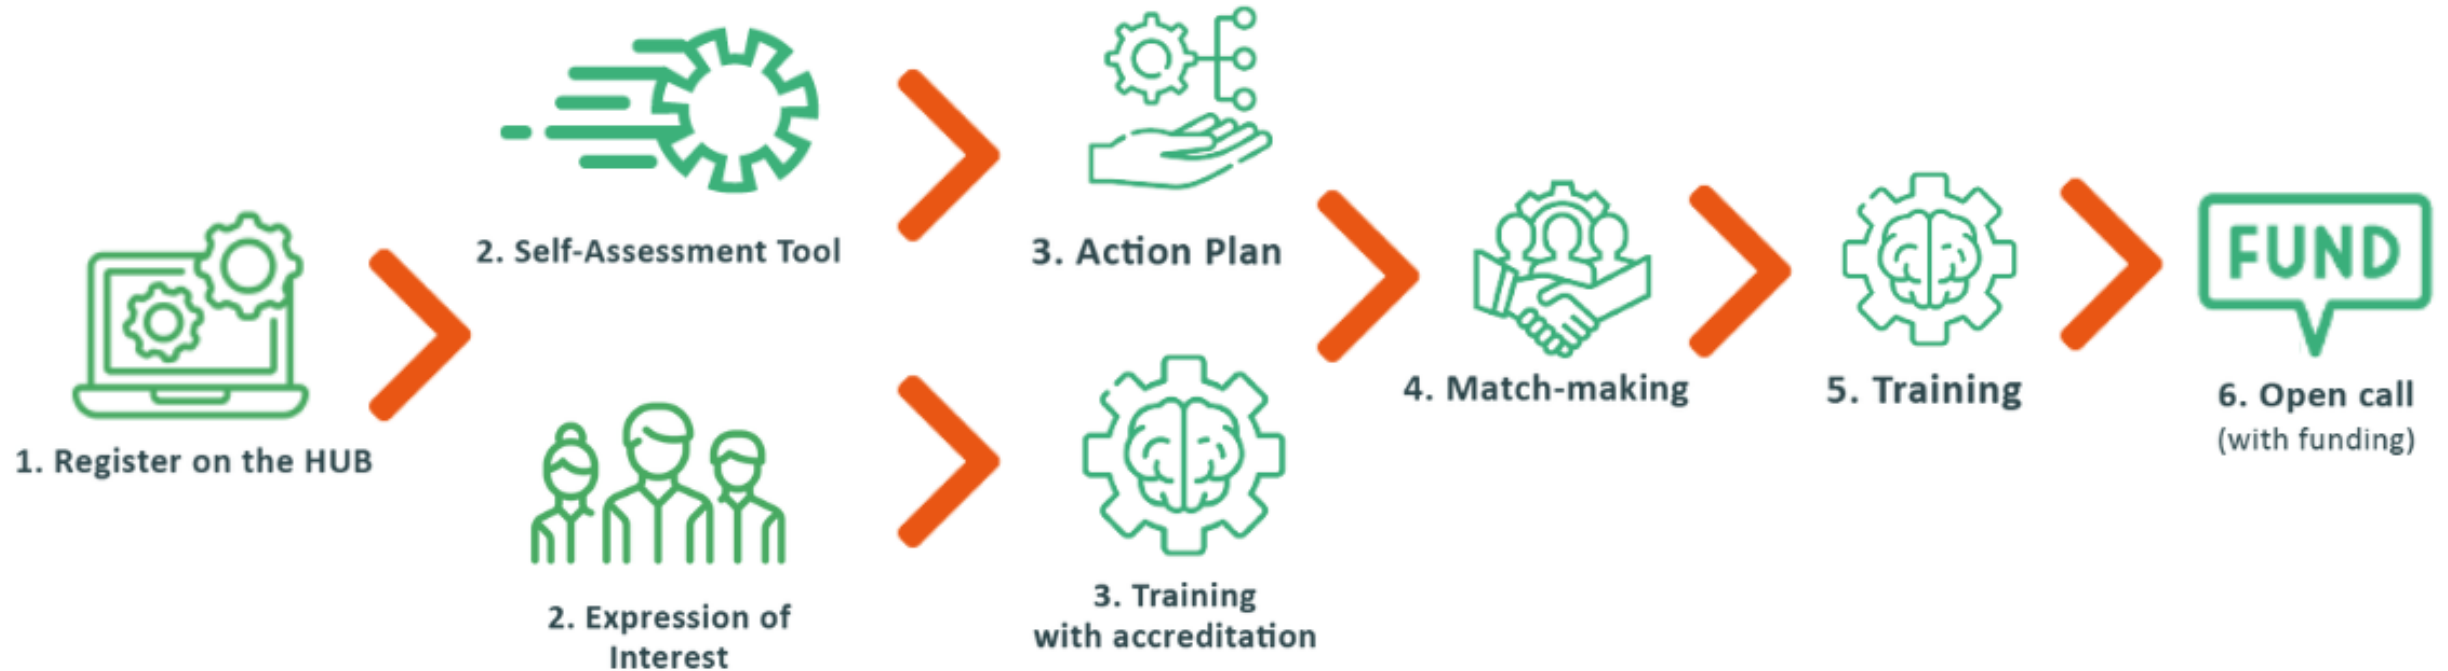 1. Register on the HUB
2. Self-Assessment Tool
2. Expression of
Interest
3. Action Plan
3. Training
with accreditation
4. Match-making
5. Training
FUND
6. Open call
(with funding)